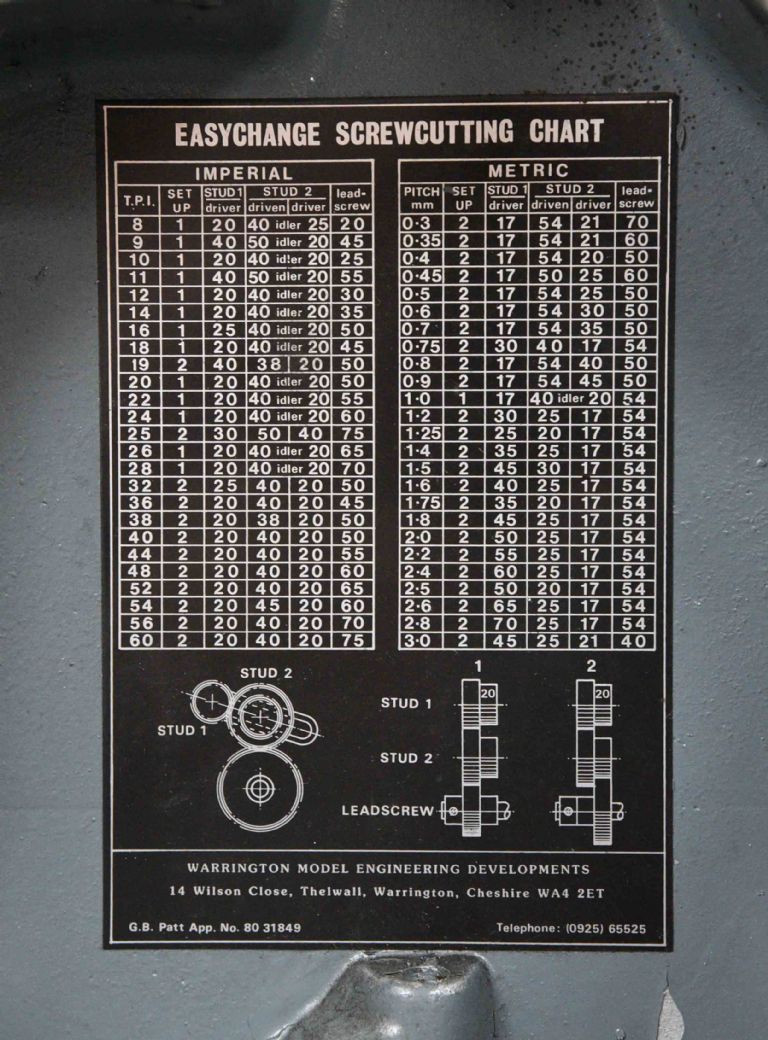 EASYCHANGE SCREWCUTTING CHART
IMPERIAL
T.P.I. SET UP STUD 1 driver STUD 2 driven driver lead-screw
8 1 20 40 idler 25 20
9 1 40 50 idler 20 45
10 1 20 40 idler 20 25
11 1 40 50 idler 20 55
12 1 20 40 idler 20 30
14 1 20 40 idler 20 35
16 1 25 40 idler 20 50
18 1 20 40 idler 20 45
19 2 40 38 20 50
20 1 20 40 idler 20 50
22 1 20 40 idler 20 55
24 1 20 40 idler 20 60
25 2 30 50 40 75
26 1 20 40 idler 20 65
28 1 20 40 idler 20 70
32 2 25 40 20 50
36 2 20 40 20 45
38 2 20 38 20 50
40 2 20 40 20 50
44 2 20 40 20 55
48 2 20 40 20 60
52 2 20 40 20 65
54 2 20 45 20 60
56 2 20 40 20 70
60 2 20 40 20 75
METRIC
PITCH mm SET UP STUD 1 driver STUD 2 driven driver lead-screw
0·3 2 17 54 21 70
0·35 2 17 54 21 60
0·4 2 17 54 20 50
0·45 2 17 50 25 60
0·5 2 17 54 25 50
0·6 2 17 54 30 50
0·7 2 17 54 35 50
0·75 2 30 40 17 54
0·8 2 17 54 40 50
0·9 2 17 54 45 50
1·0 1 17 40 idler 20 54
1·2 2 30 25 17 54
1·25 2 25 20 17 54
1·4 2 35 25 17 54
1·5 2 45 30 17 54
1·6 2 40 25 17 54
1·75 2 35 20 17 54
1·8 2 45 25 17 54
2·0 2 50 25 17 54
2·2 2 55 25 17 54
2·4 2 60 25 17 54
2·5 2 50 20 17 54
2·6 2 65 25 17 54
2·8 2 70 25 17 54
3·0 2 45 25 21 40
STUD 2
STUD 1
1 2
STUD 1 20 20
STUD 2
LEADSCREW
WARRINGTON MODEL ENGINEERING DEVELOPMENTS
14 Wilson Close, Thelwall, Warrington, Cheshire WA4 2ET
G.B. Patt App. No. 80 31849 Telephone: (0925) 65525